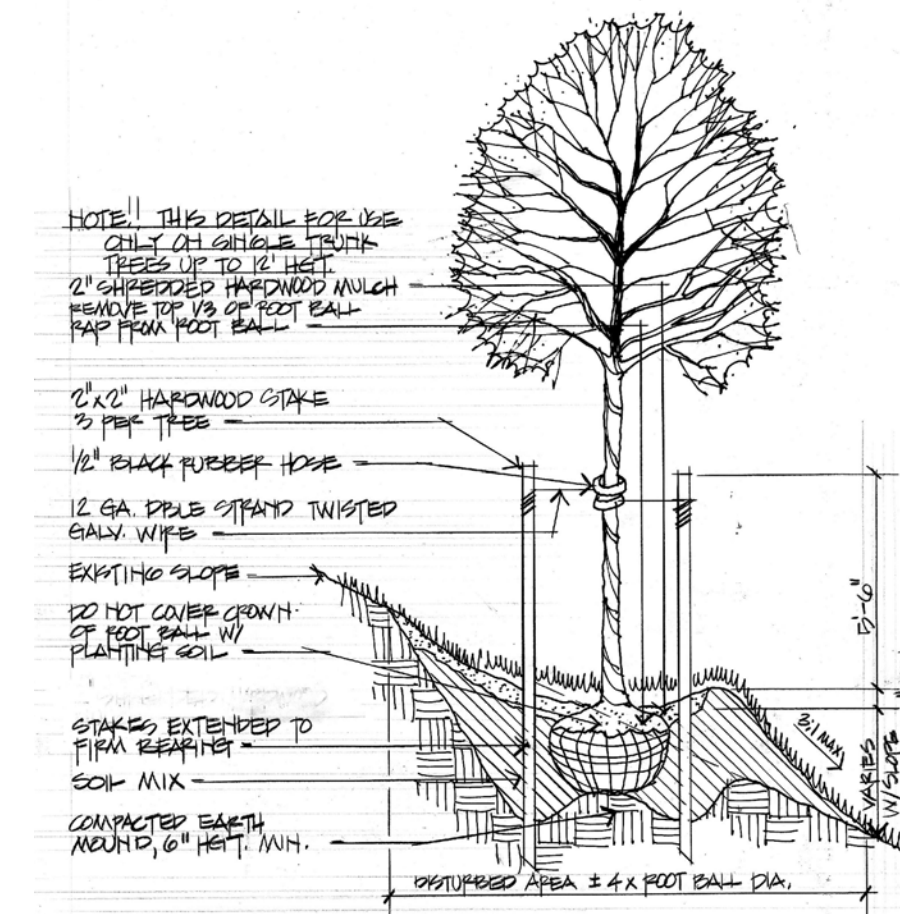 NOTE!! THIS DETAIL FOR USE
ONLY ON SINGLE TRUNK
TREES UP TO 12' HGT.
2" SHREDDED HARDWOOD MULCH
REMOVE TOP 1/3 OF ROOT BALL
RAP FROM ROOT BALL
2"x2" HARDWOOD STAKE
3 PER TREE
1/2" BLACK RUBBER HOSE
12 GA. DBLE STRAND TWISTED
GALV. WIRE
EXISTING SLOPE
DO NOT COVER CROWN
OF ROOT BALL W/
PLANTING SOIL
STAKES EXTENDED TO
FIRM BEARING
SOIL MIX
COMPACTED EARTH
MOUND, 6" HGT. MIN.
5'-6"
3:1 MAX
VARIES
W/SLOPE
DISTURBED AREA ± 4 x ROOT BALL DIA.